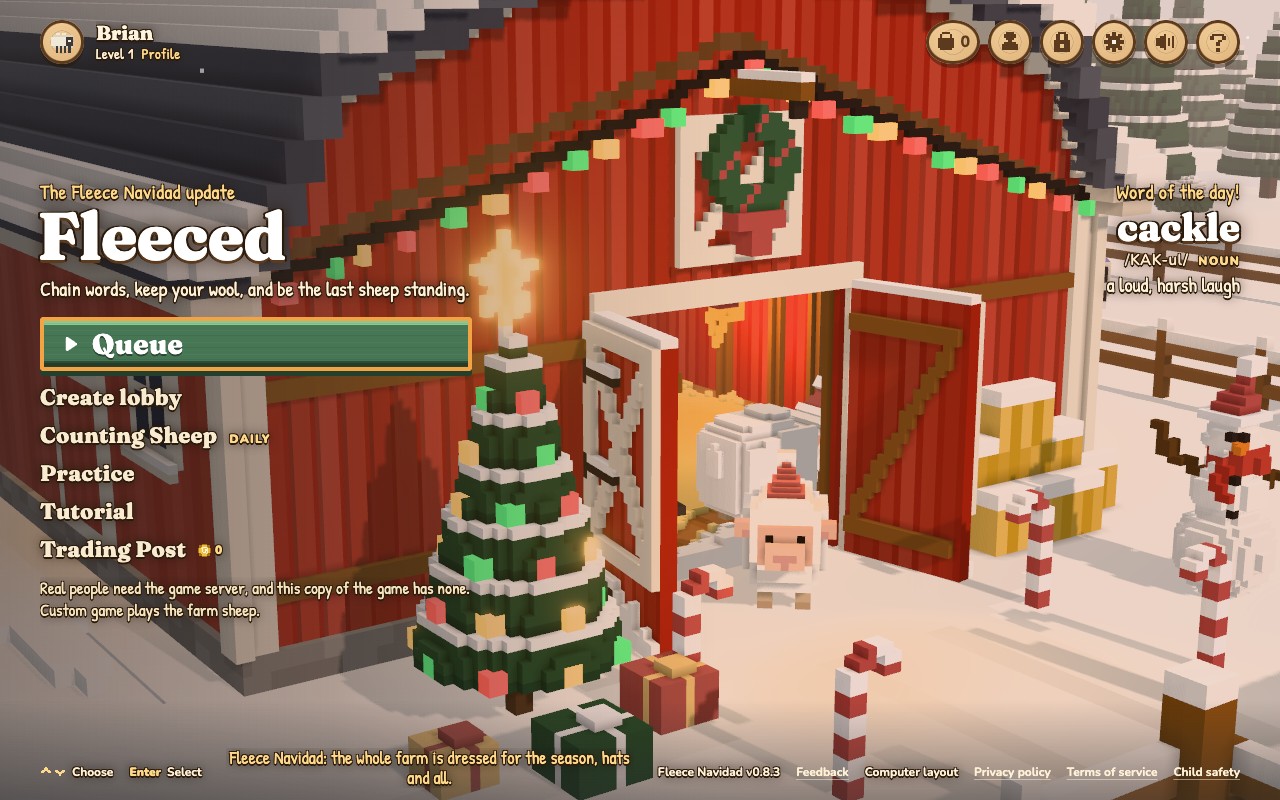 Brian
Level 1 Profile
0
?
The Fleece Navidad update
Fleeced
Chain words, keep your wool, and be the last sheep standing.
Queue
Create lobby
Counting Sheep DAILY
Practice
Tutorial
Trading Post 0
Real people need the game server, and this copy of the game has none.
Custom game plays the farm sheep.
Word of the day!
cackle
/KAK-ul/ NOUN
a loud, harsh laugh
Choose Enter Select
Fleece Navidad: the whole farm is dressed for the season, hats
and all.
Fleece Navidad v0.8.3 Feedback Computer layout Privacy policy Terms of service Child safety